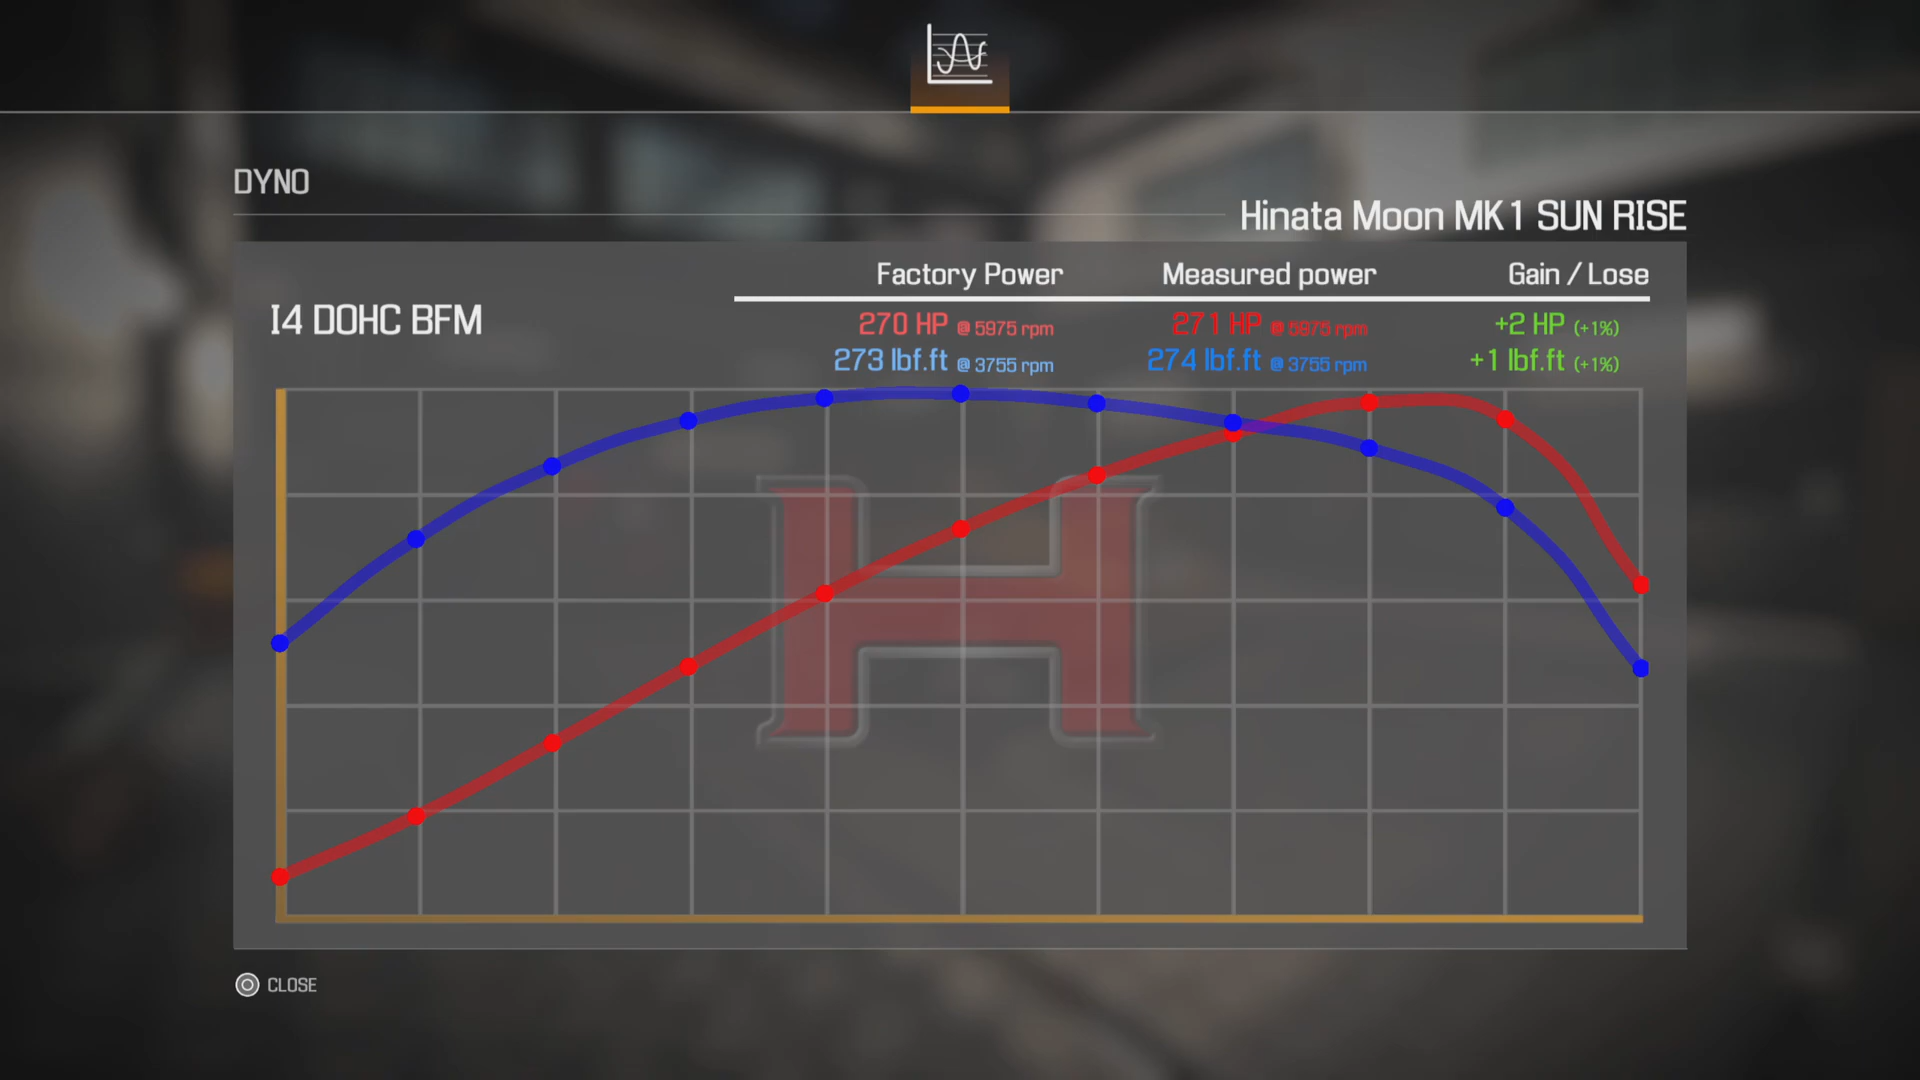 DYNO
Hinata Moon MK1 SUN RISE
Factory Power Measured power Gain / Lose
I4 DOHC BFM
270 HP @ 5975 rpm 271 HP @ 5975 rpm +2 HP (+1%)
273 lbf.ft @ 3755 rpm 274 lbf.ft @ 3755 rpm +1 lbf.ft (+1%)
H
CLOSE